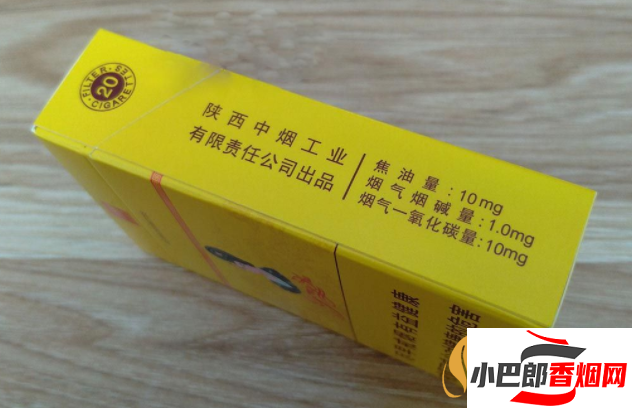 FILTER CIGARETTES
20
陕西中烟工业
有限责任公司出品
焦油量:10mg
烟气烟碱量:1.0mg
烟气一氧化碳量:10mg
小巴郎香烟网